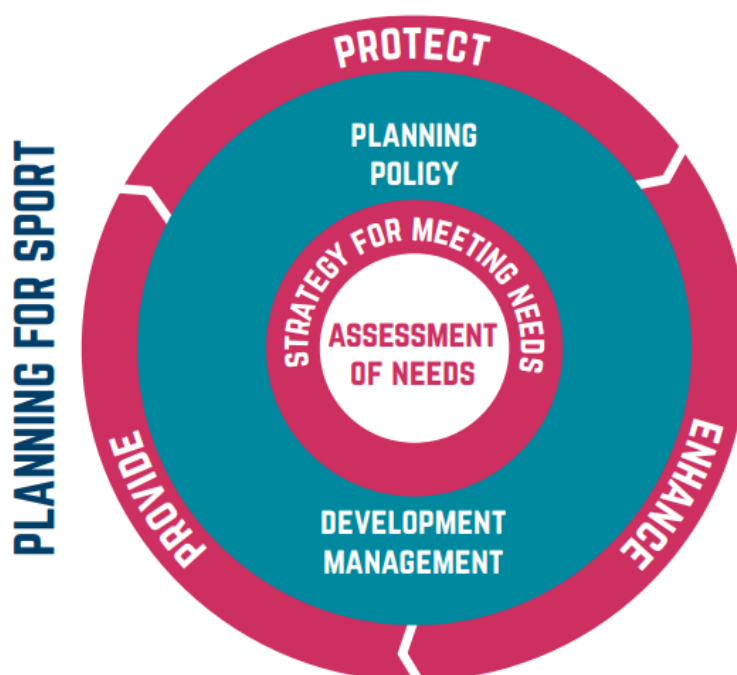 PLANNING FOR SPORT
PROTECT
PLANNING
POLICY
STRATEGY FOR MEETING NEEDS
ASSESSMENT
OF NEEDS
DEVELOPMENT
MANAGEMENT
PROVIDE
ENHANCE